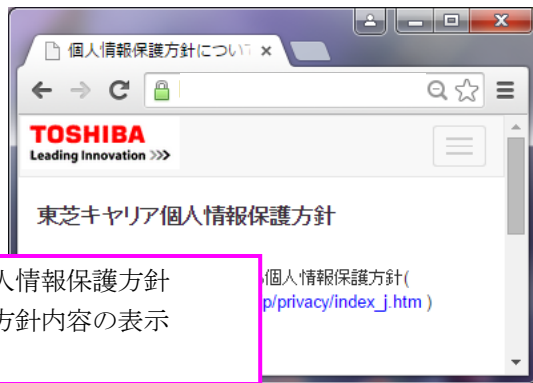 個人情報保護方針につい
TOSHIBA
Leading Innovation >>>
東芝キヤリア個人情報保護方針
個人情報保護方針(
p/privacy/index_j.htm )
人情報保護方針
方針内容の表示